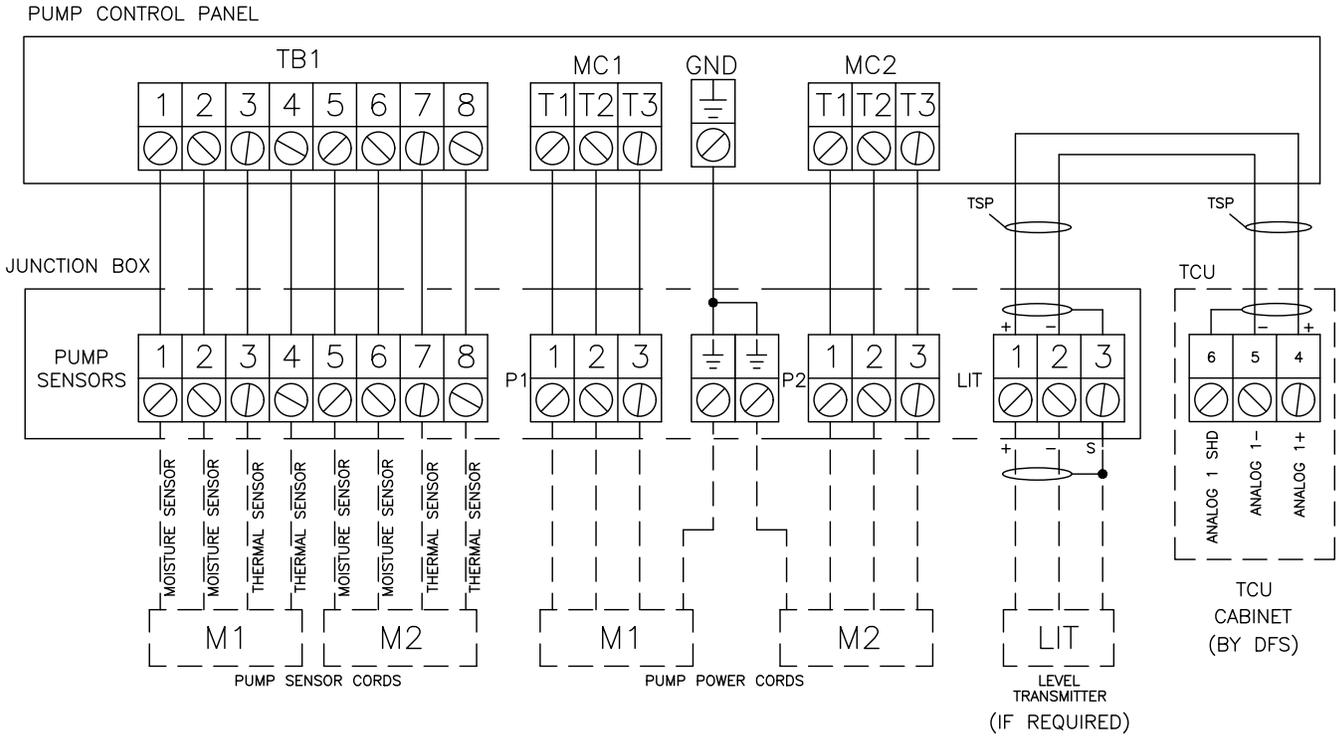 PUMP CONTROL PANEL
TB1
MC1
GND
MC2
1 2 3 4 5 6 7 8
T1 T2 T3
T1 T2 T3
TSP
TSP
JUNCTION BOX
TCU
+ −
− +
PUMP
SENSORS
1 2 3 4 5 6 7 8
P1
1 2 3
P2
1 2 3
LIT
1 2 3
6 5 4
+ − S
MOISTURE SENSOR
MOISTURE SENSOR
THERMAL SENSOR
THERMAL SENSOR
MOISTURE SENSOR
MOISTURE SENSOR
THERMAL SENSOR
THERMAL SENSOR
ANALOG 1 SHD
ANALOG 1−
ANALOG 1+
M1
M2
M1
M2
LIT
PUMP SENSOR CORDS
PUMP POWER CORDS
LEVEL
TRANSMITTER
(IF REQUIRED)
TCU
CABINET
(BY DFS)